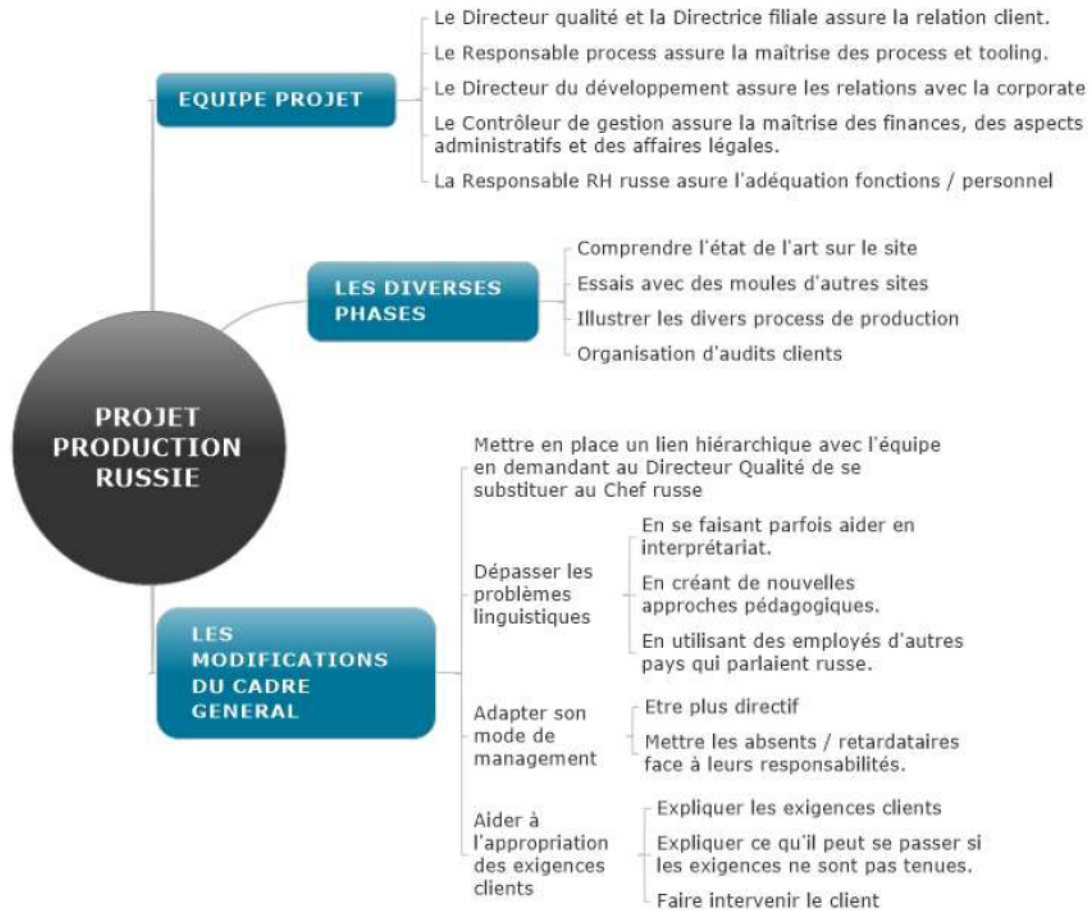 EQUIPE PROJET
Le Directeur qualité et la Directrice filiale assure la relation client.
Le Responsable process assure la maîtrise des process et tooling.
Le Directeur du développement assure les relations avec la corporate
Le Contrôleur de gestion assure la maîtrise des finances, des aspects
administratifs et des affaires légales.
La Responsable RH russe asure l'adéquation fonctions / personnel
LES DIVERSES
PHASES
Comprendre l'état de l'art sur le site
Essais avec des moules d'autres sites
Illustrer les divers process de production
Organisation d'audits clients
PROJET
PRODUCTION
RUSSIE
LES
MODIFICATIONS
DU CADRE
GENERAL
Mettre en place un lien hiérarchique avec l'équipe
en demandant au Directeur Qualité de se
substituer au Chef russe
Dépasser les
problèmes
linguistiques
En se faisant parfois aider en
interprétariat.
En créant de nouvelles
approches pédagogiques.
En utilisant des employés d'autres
pays qui parlaient russe.
Adapter son
mode de
management
Etre plus directif
Mettre les absents / retardataires
face à leurs responsabilités.
Aider à
l'appropriation
des exigences
clients
Expliquer les exigences clients
Expliquer ce qu'il peut se passer si
les exigences ne sont pas tenues.
Faire intervenir le client